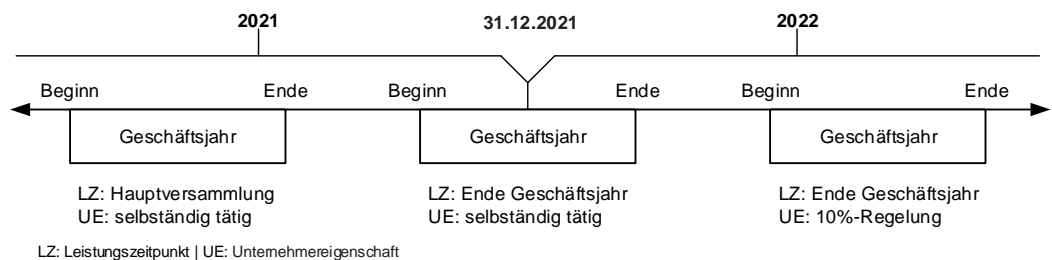 2021 31.12.2021 2022
Beginn Ende Beginn Ende Beginn Ende
Geschäftsjahr Geschäftsjahr Geschäftsjahr
LZ: Hauptversammlung LZ: Ende Geschäftsjahr LZ: Ende Geschäftsjahr
UE: selbständig tätig UE: selbständig tätig UE: 10%-Regelung
LZ: Leistungszeitpunkt | UE: Unternehmereigenschaft